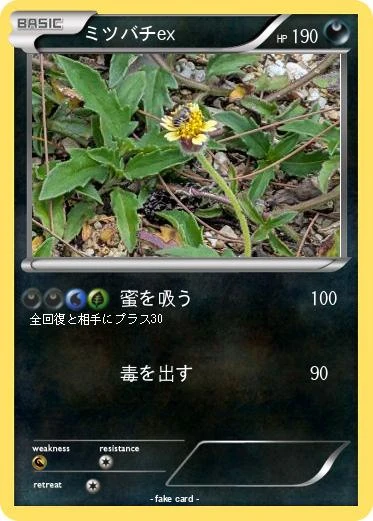 BASIC
ミツバチex
HP 190
蜜を吸う 100
全回復と相手にプラス30
毒を出す 90
weakness resistance
retreat
- fake card -